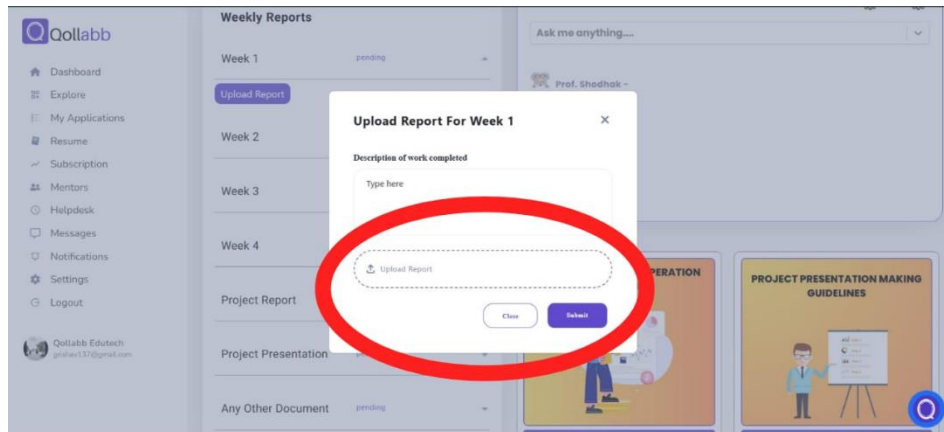 Qollabb
Dashboard
Explore
My Applications
Resume
Subscription
Mentors
Helpdesk
Messages
Notifications
Settings
Logout
Qollabb Edutech
Weekly Reports
Week 1 pending
Upload Report
Week 2
Week 3
Week 4
Project Report
Project Presentation
Any Other Document pending
Upload Report For Week 1
Description of work completed
Type here
Upload Report
Close Submit
Ask me anything....
Prof. Shodhak -
PROJECT PRESENTATION MAKING
GUIDELINES